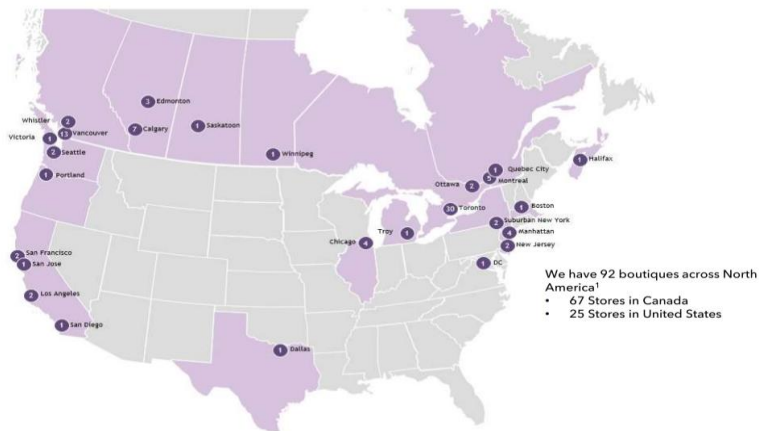 3 Edmonton
Whistler 2
13 Vancouver
7 Calgary
1 Saskatoon
Victoria 1
2 Seattle
1 Winnipeg
1 Portland
1 Quebec City
5 Montreal
Ottawa 2
1 Halifax
30 Toronto
1 Boston
2 Suburban New York
Troy 1
4 Manhattan
Chicago 4
2 New Jersey
2 San Francisco
1 San Jose
1 DC
2 Los Angeles
1 San Diego
1 Dallas
We have 92 boutiques across North
America¹
• 67 Stores in Canada
• 25 Stores in United States